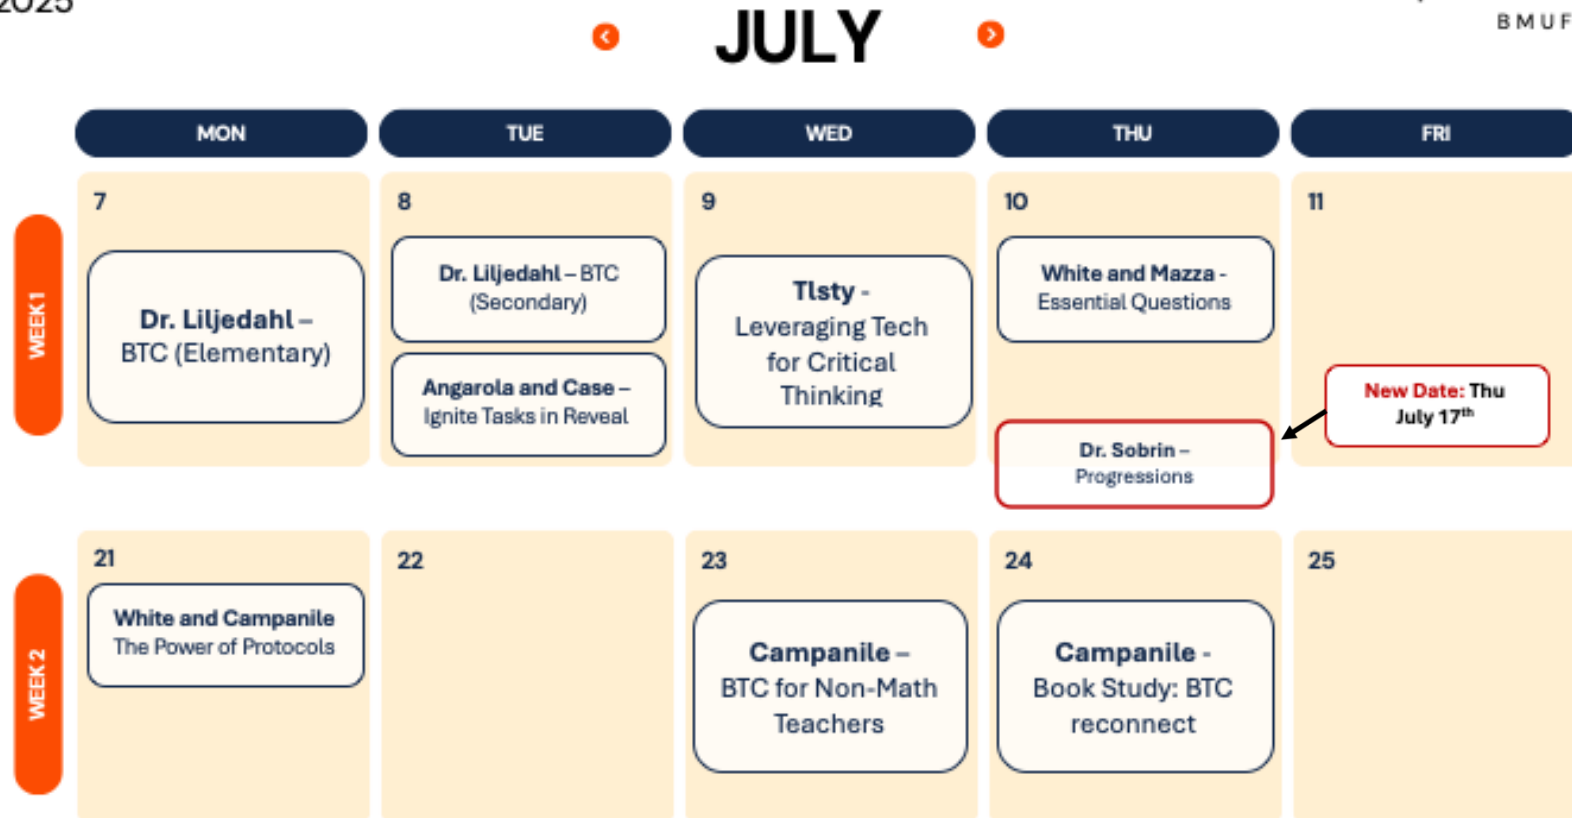 2025
JULY
BMUF
MON
TUE
WED
THU
FRI
WEEK 1
7
Dr. Liljedahl –
BTC (Elementary)
8
Dr. Liljedahl – BTC
(Secondary)
Angarola and Case –
Ignite Tasks in Reveal
9
Tlsty -
Leveraging Tech
for Critical
Thinking
10
White and Mazza -
Essential Questions
Dr. Sobrin –
Progressions
11
New Date: Thu
July 17th
WEEK 2
21
White and Campanile
The Power of Protocols
22
23
Campanile –
BTC for Non-Math
Teachers
24
Campanile -
Book Study: BTC
reconnect
25